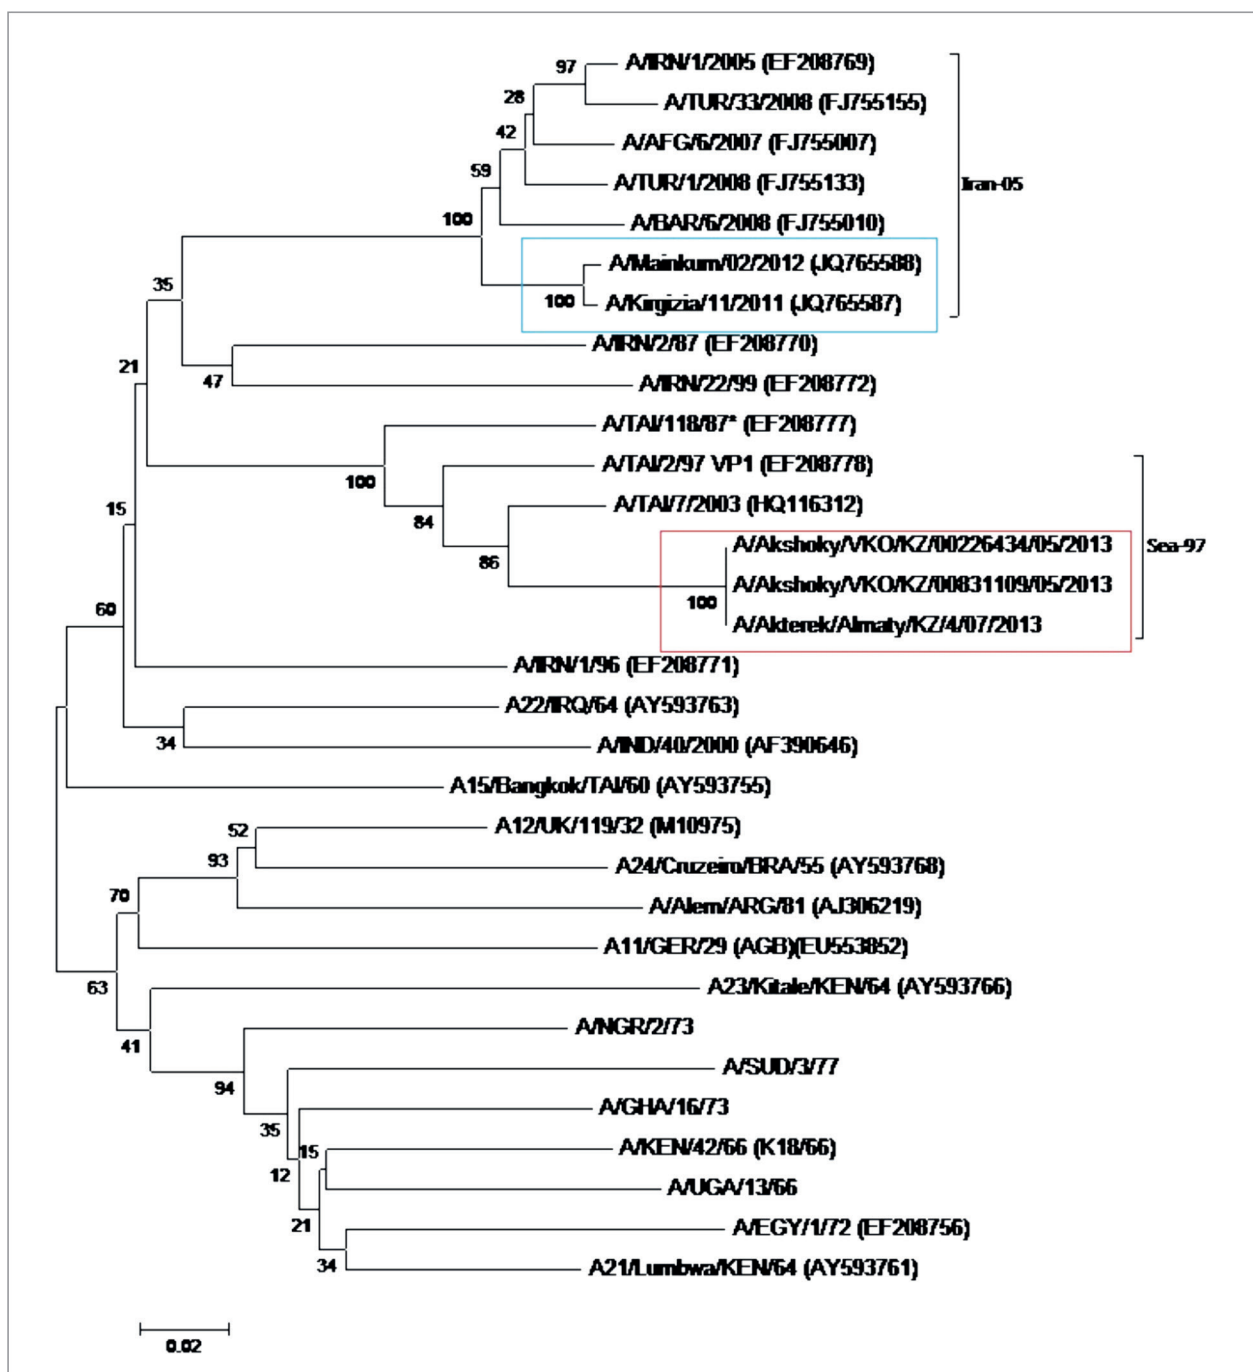 97
A/IRN/1/2005 (EF208769)
28
A/TUR/33/2008 (FJ755155)
42
A/AFG/6/2007 (FJ755007)
59
A/TUR/1/2008 (FJ755133)
Iran-05
100
A/BAR/6/2008 (FJ755010)
A/Mainkum/02/2012 (JQ765588)
35
100
A/Kirgizia/11/2011 (JQ765587)
21
A/IRN/2/87 (EF208770)
47
A/IRN/22/99 (EF208772)
A/TAI/118/87* (EF208777)
100
A/TAI/2/97 VP1 (EF208778)
15
84
A/TAI/7/2003 (HQ116312)
86
A/Akshoky/VKO/KZ/00226434/05/2013
Sea-97
A/Akshoky/VKO/KZ/00831109/05/2013
60
100
A/Akterek/Almaty/KZ/4/07/2013
A/IRN/1/96 (EF208771)
A22/IRQ/64 (AY593763)
34
A/IND/40/2000 (AF390646)
A15/Bangkok/TAI/60 (AY593755)
52
A12/UK/119/32 (M10975)
93
A24/Cruzeiro/BRA/55 (AY593768)
70
A/Alem/ARG/81 (AJ306219)
A11/GER/29 (AGB)(EU553852)
63
A23/Kitale/KEN/64 (AY593766)
41
A/NGR/2/73
94
A/SUD/3/77
35
A/GHA/16/73
15
A/KEN/42/66 (K18/66)
12
A/UGA/13/66
21
A/EGY/1/72 (EF208756)
34
A21/Lumbwa/KEN/64 (AY593761)
0.02